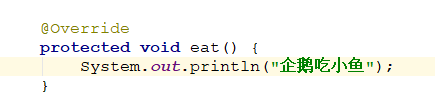 @Override
protected void eat() {
System.out.println("企鹅吃小鱼");
}